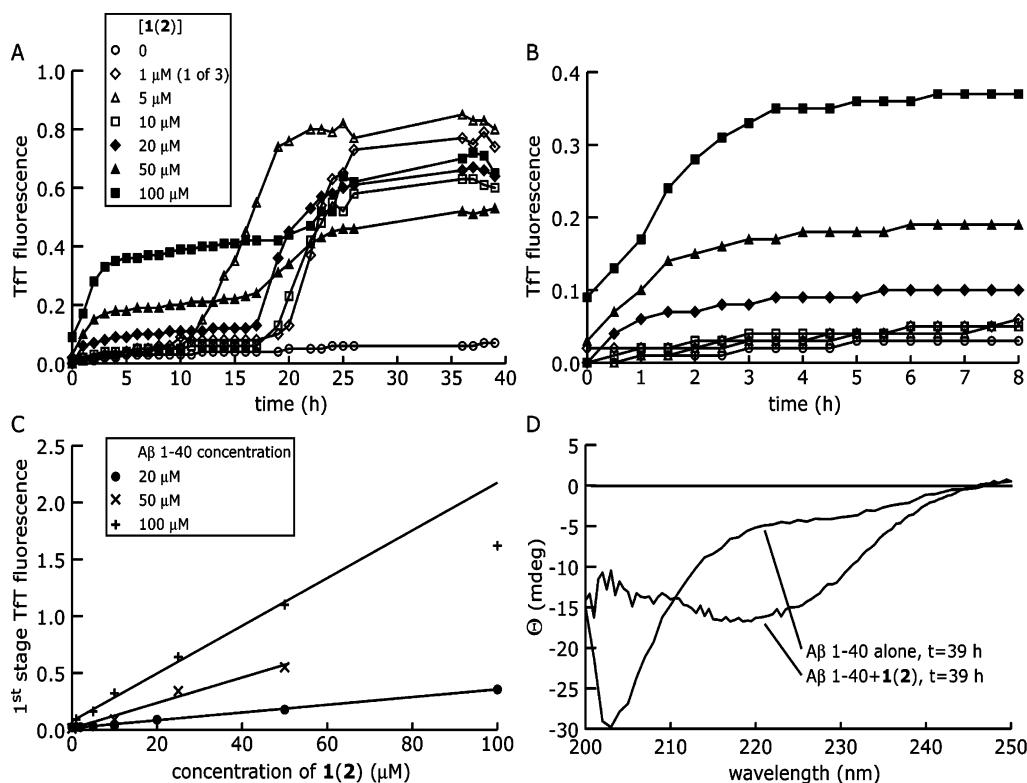 A
[1(2)]
0
1 μM (1 of 3)
5 μM
10 μM
20 μM
50 μM
100 μM
TfT fluorescence
1.0
0.8
0.6
0.4
0.2
0.0
0 5 10 15 20 25 30 35 40
time (h)
B
TfT fluorescence
0.4
0.3
0.2
0.1
0.0
0 1 2 3 4 5 6 7 8
time (h)
C
Aβ 1-40 concentration
20 μM
50 μM
100 μM
1st stage TfT fluorescence
2.5
2.0
1.5
1.0
0.5
0.0
0 20 40 60 80 100
concentration of 1(2) (μM)
D
Θ (mdeg)
5
0
-5
-10
-15
-20
-25
-30
Aβ 1-40 alone, t=39 h
Aβ 1-40+1(2), t=39 h
200 210 220 230 240 250
wavelength (nm)